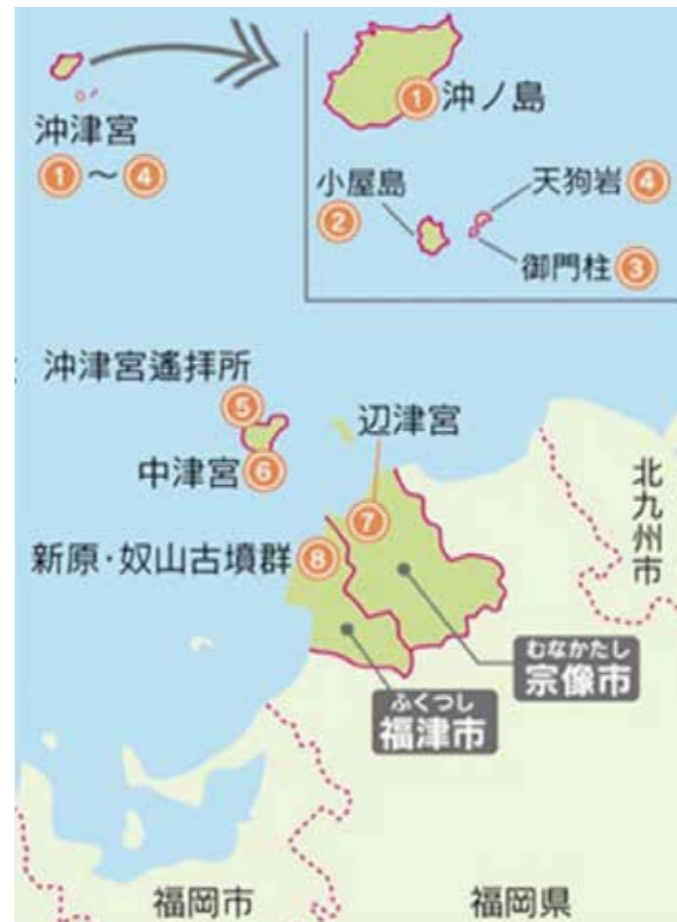 沖津宮
①～④
①沖ノ島
小屋島
②
天狗岩④
御門柱③
沖津宮遙拝所
⑤
中津宮⑥
辺津宮
⑦
新原・奴山古墳群⑧
北九州市
むなかたし
宗像市
ふくつし
福津市
福岡市
福岡県